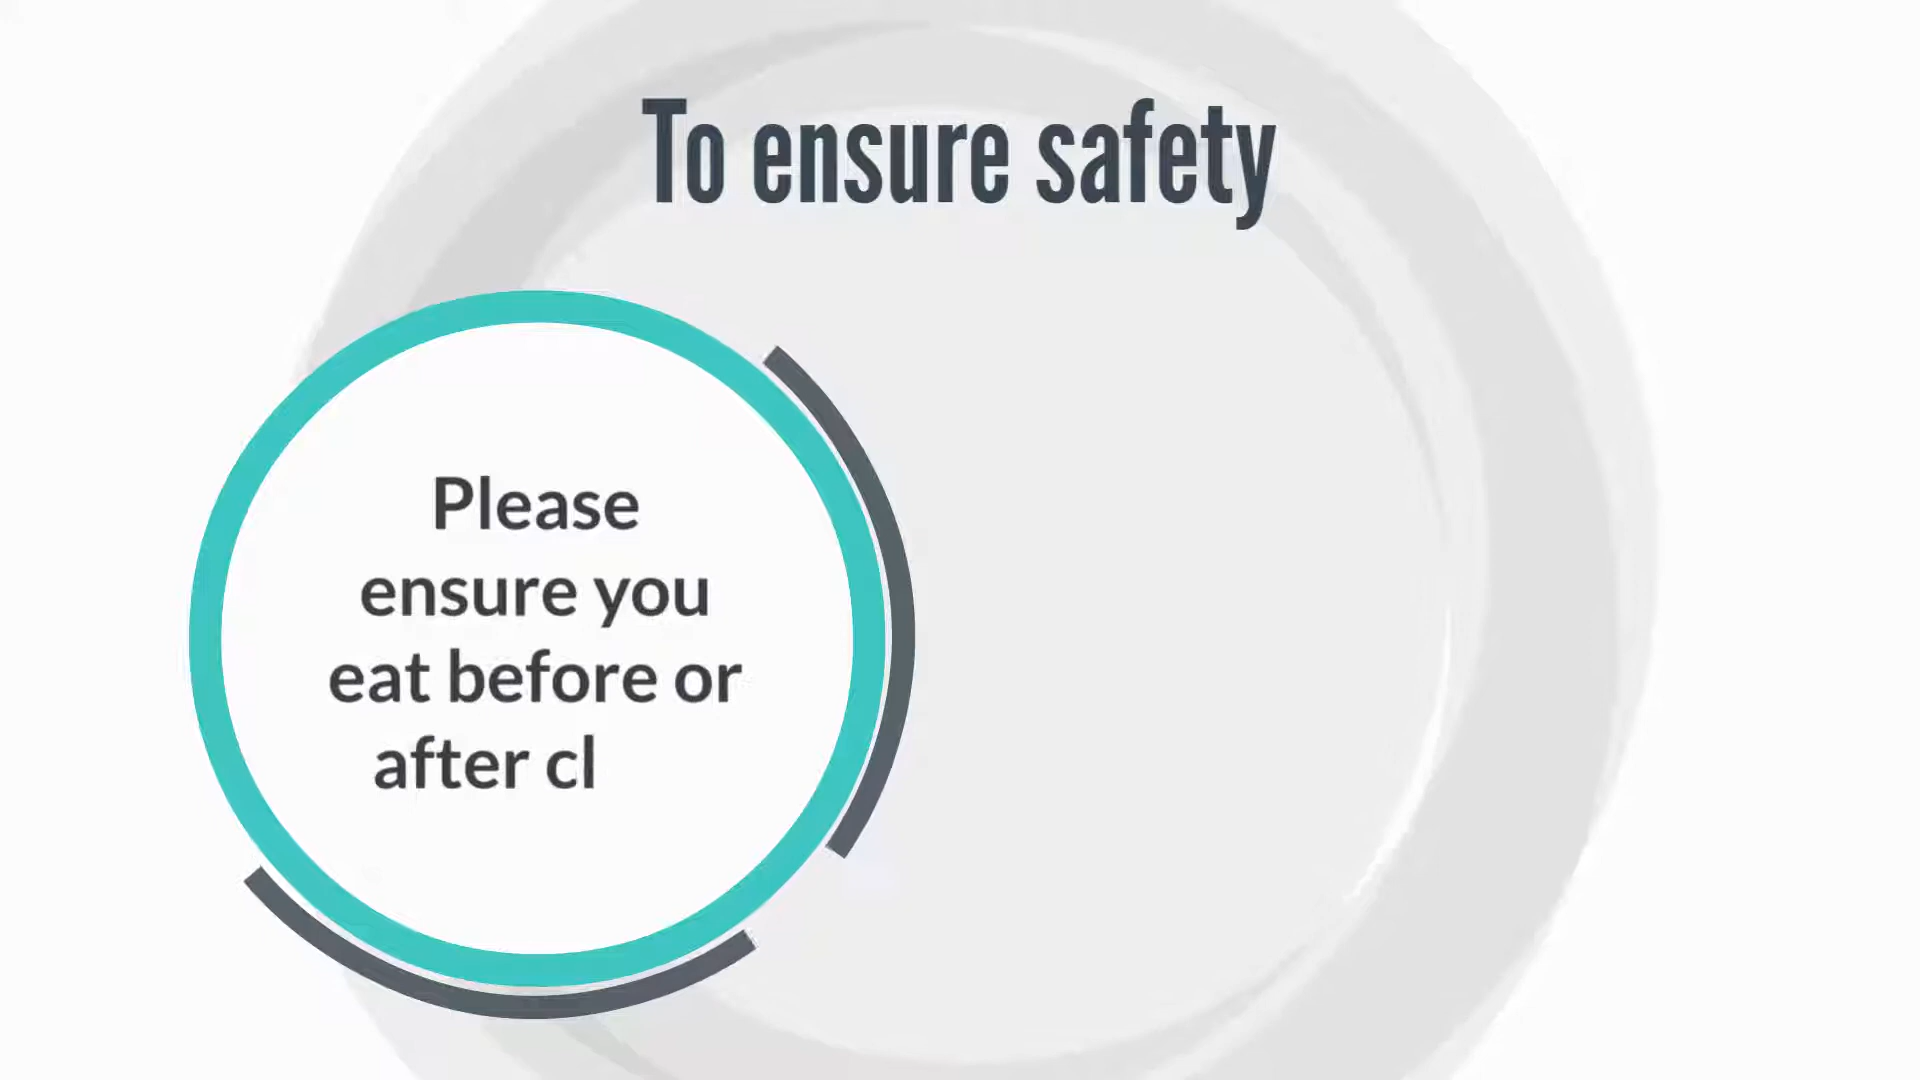 To ensure safety
Please
ensure you
eat before or
after cl